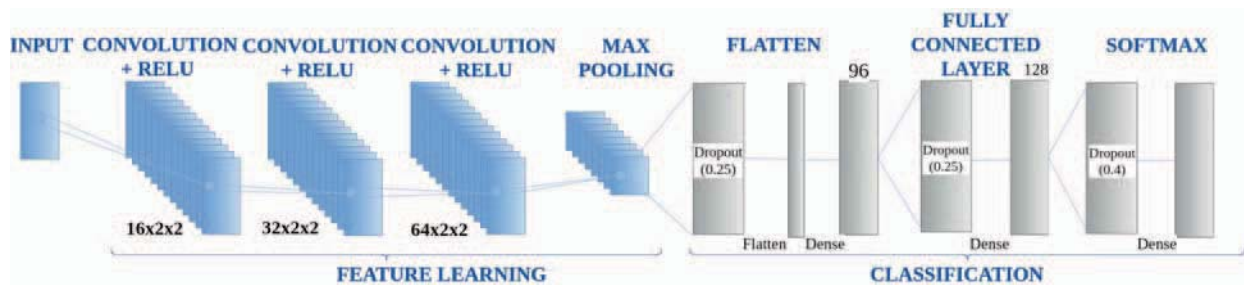 INPUT
CONVOLUTION
+ RELU
CONVOLUTION
+ RELU
CONVOLUTION
+ RELU
MAX
POOLING
FLATTEN
FULLY
CONNECTED
LAYER
SOFTMAX
16x2x2
32x2x2
64x2x2
Dropout
(0.25)
Flatten
Dense
96
Dropout
(0.25)
128
Dense
Dropout
(0.4)
Dense
FEATURE LEARNING
CLASSIFICATION